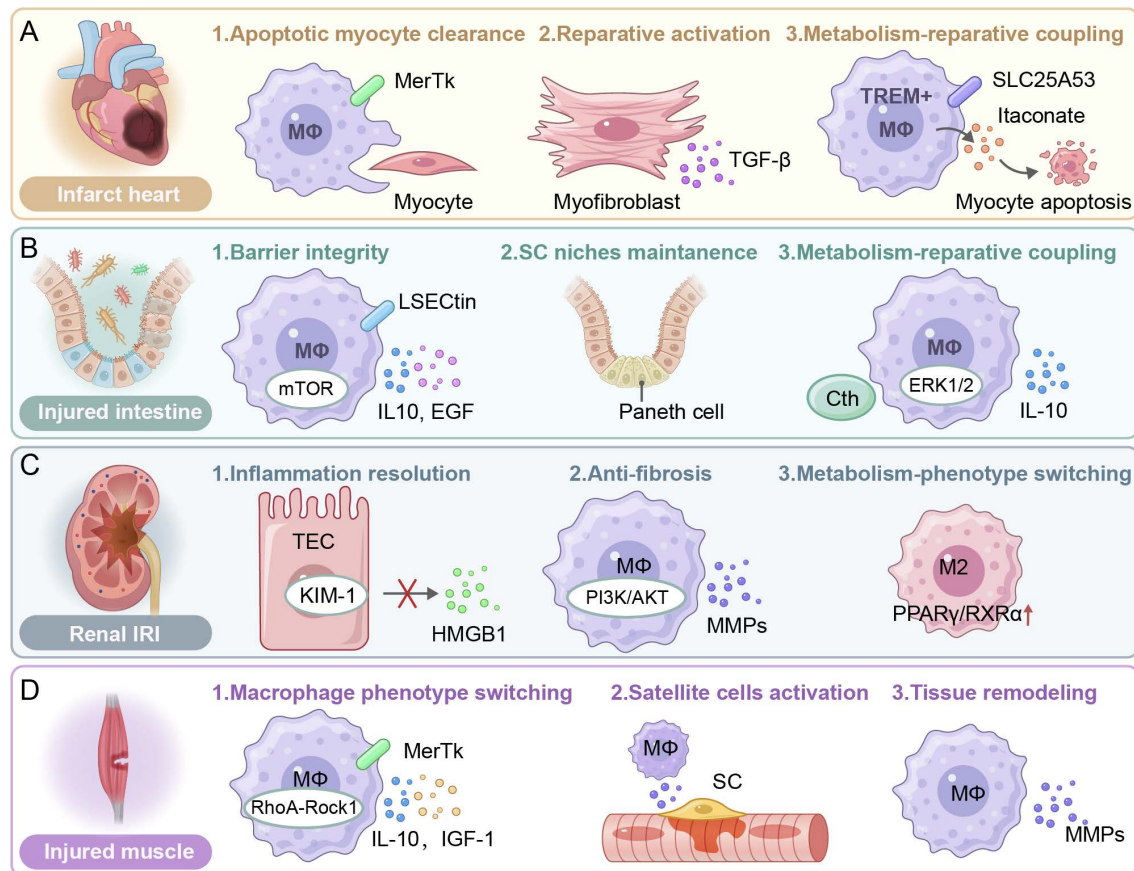 A
1.Apoptotic myocyte clearance
2.Reparative activation
3.Metabolism-reparative coupling
MerTk
MΦ
Myocyte
TGF-β
Myofibroblast
SLC25A53
TREM+
MΦ
Itaconate
Myocyte apoptosis
Infarct heart
B
1.Barrier integrity
2.SC niches maintanence
3.Metabolism-reparative coupling
LSECtin
MΦ
mTOR
IL10, EGF
Paneth cell
MΦ
ERK1/2
Cth
IL-10
Injured intestine
C
1.Inflammation resolution
2.Anti-fibrosis
3.Metabolism-phenotype switching
TEC
KIM-1
HMGB1
MΦ
PI3K/AKT
MMPs
M2
PPARγ/RXRα↑
Renal IRI
D
1.Macrophage phenotype switching
2.Satellite cells activation
3.Tissue remodeling
MerTk
MΦ
RhoA-Rock1
IL-10, IGF-1
MΦ
SC
MΦ
MMPs
Injured muscle